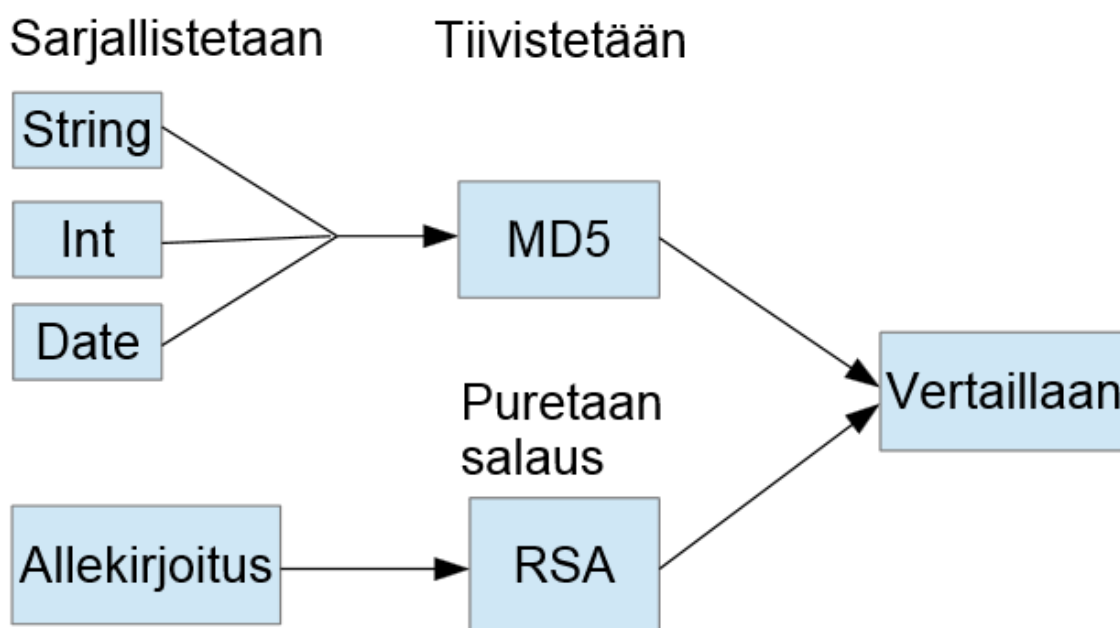 Sarjallistetaan
Tiivistetään
String
Int
MD5
Date
Vertaillaan
Puretaan
salaus
Allekirjoitus
RSA